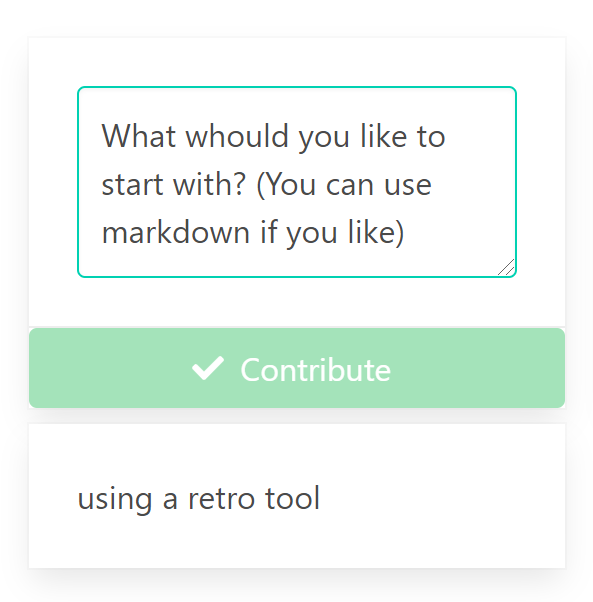 What whould you like to
start with? (You can use
markdown if you like)
Contribute
using a retro tool